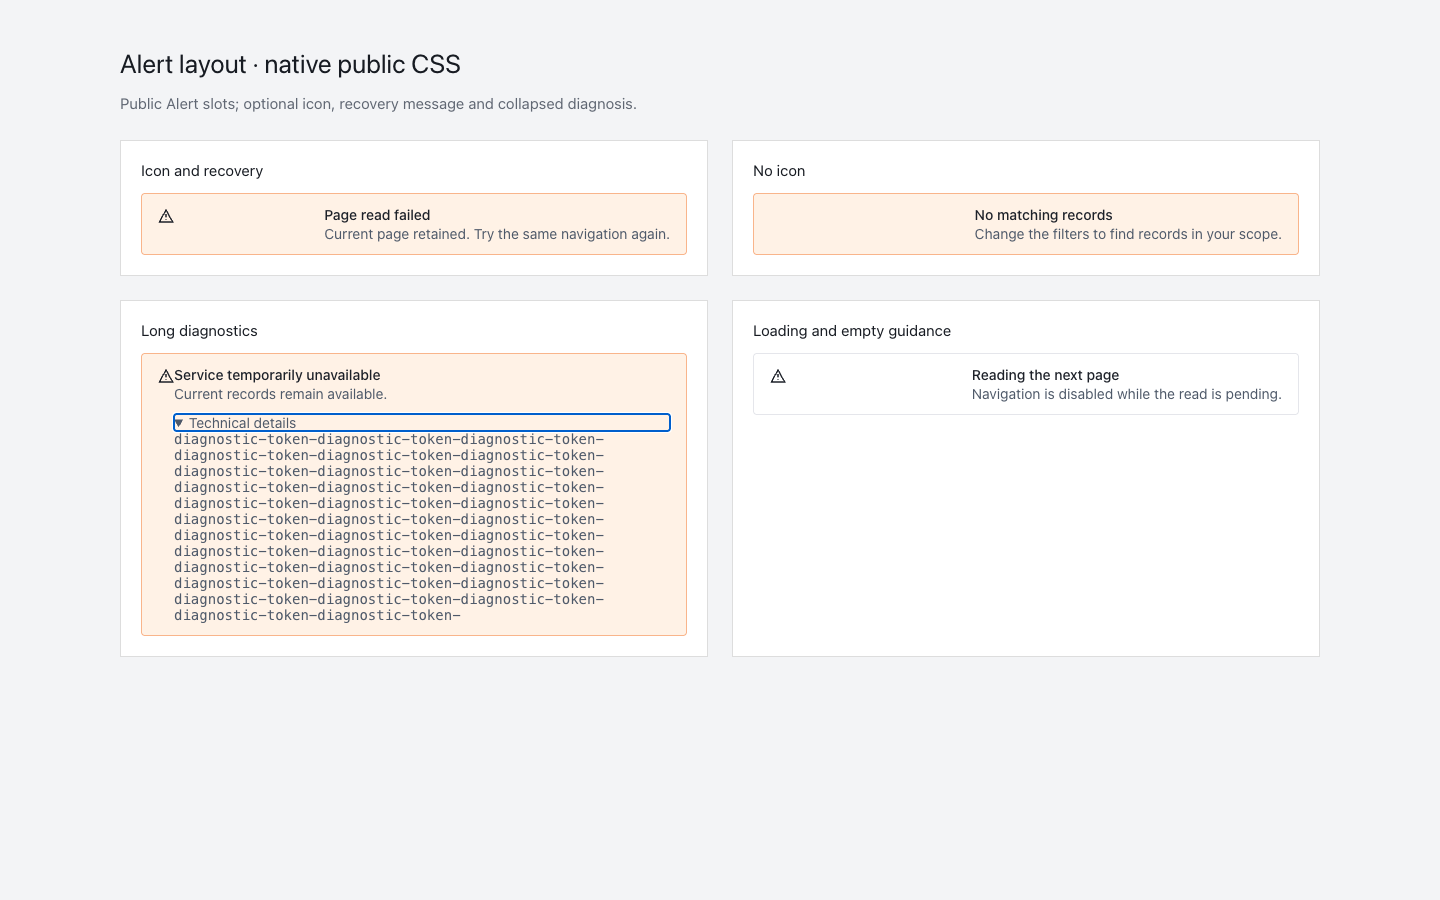 Alert layout · native public CSS
Public Alert slots; optional icon, recovery message and collapsed diagnosis.
Icon and recovery
Page read failed
Current page retained. Try the same navigation again.
No icon
No matching records
Change the filters to find records in your scope.
Long diagnostics
Service temporarily unavailable
Current records remain available.
Technical details
diagnostic-token-diagnostic-token-diagnostic-token-
diagnostic-token-diagnostic-token-diagnostic-token-
diagnostic-token-diagnostic-token-diagnostic-token-
diagnostic-token-diagnostic-token-diagnostic-token-
diagnostic-token-diagnostic-token-diagnostic-token-
diagnostic-token-diagnostic-token-diagnostic-token-
diagnostic-token-diagnostic-token-diagnostic-token-
diagnostic-token-diagnostic-token-diagnostic-token-
diagnostic-token-diagnostic-token-diagnostic-token-
diagnostic-token-diagnostic-token-diagnostic-token-
diagnostic-token-diagnostic-token-diagnostic-token-
diagnostic-token-diagnostic-token-
Loading and empty guidance
Reading the next page
Navigation is disabled while the read is pending.